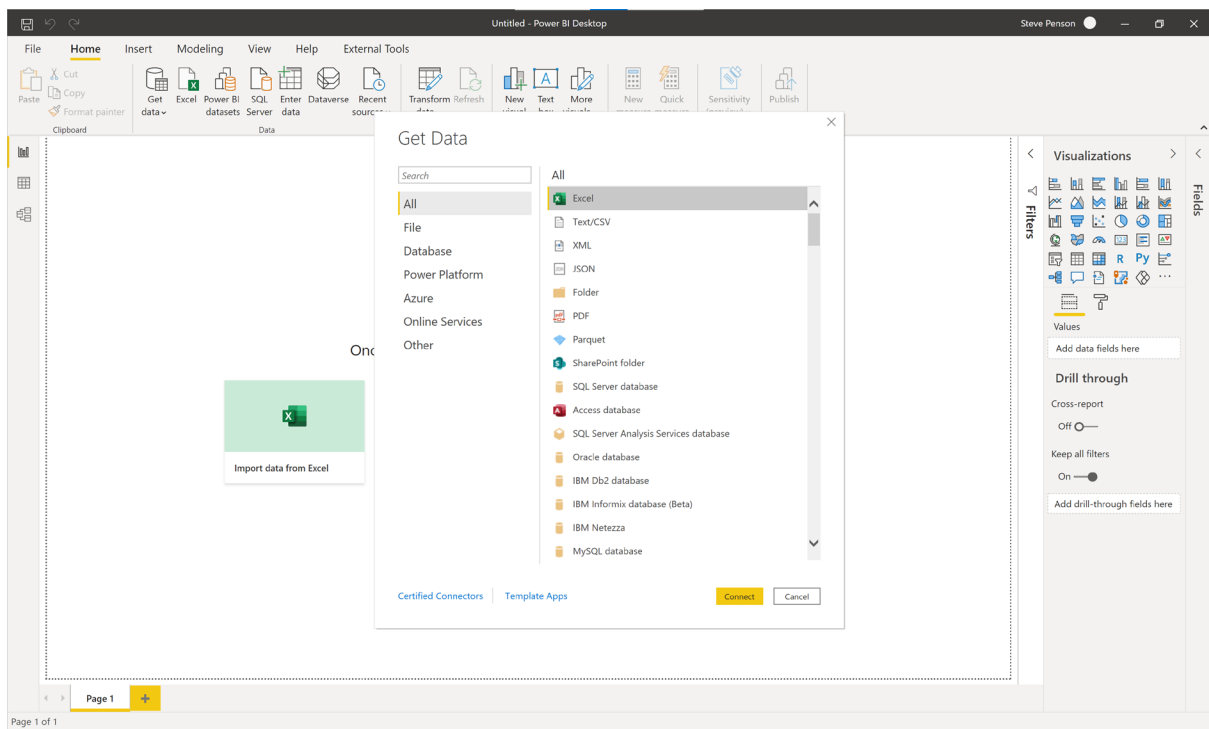 Untitled - Power BI Desktop
Steve Penson
File Home Insert Modeling View Help External Tools
Paste
Cut
Copy
Format painter
Get data
Excel
Power BI datasets
SQL Server
Enter data
Dataverse
Recent sources
Transform data
Refresh
New visual
Text box
More visuals
New measure
Quick measure
Sensitivity (preview)
Publish
Clipboard
Data
Get Data
Search
All
File
Database
Power Platform
Azure
Online Services
Other
All
Excel
Text/CSV
XML
JSON
Folder
PDF
Parquet
SharePoint folder
SQL Server database
Access database
SQL Server Analysis Services database
Oracle database
IBM Db2 database
IBM Informix database (Beta)
IBM Netezza
MySQL database
Certified Connectors
Template Apps
Connect
Cancel
Onc
Import data from Excel
Filters
Visualizations
R
Py
123
Values
Add data fields here
Drill through
Cross-report
Off
Keep all filters
On
Add drill-through fields here
Fields
Page 1
Page 1 of 1